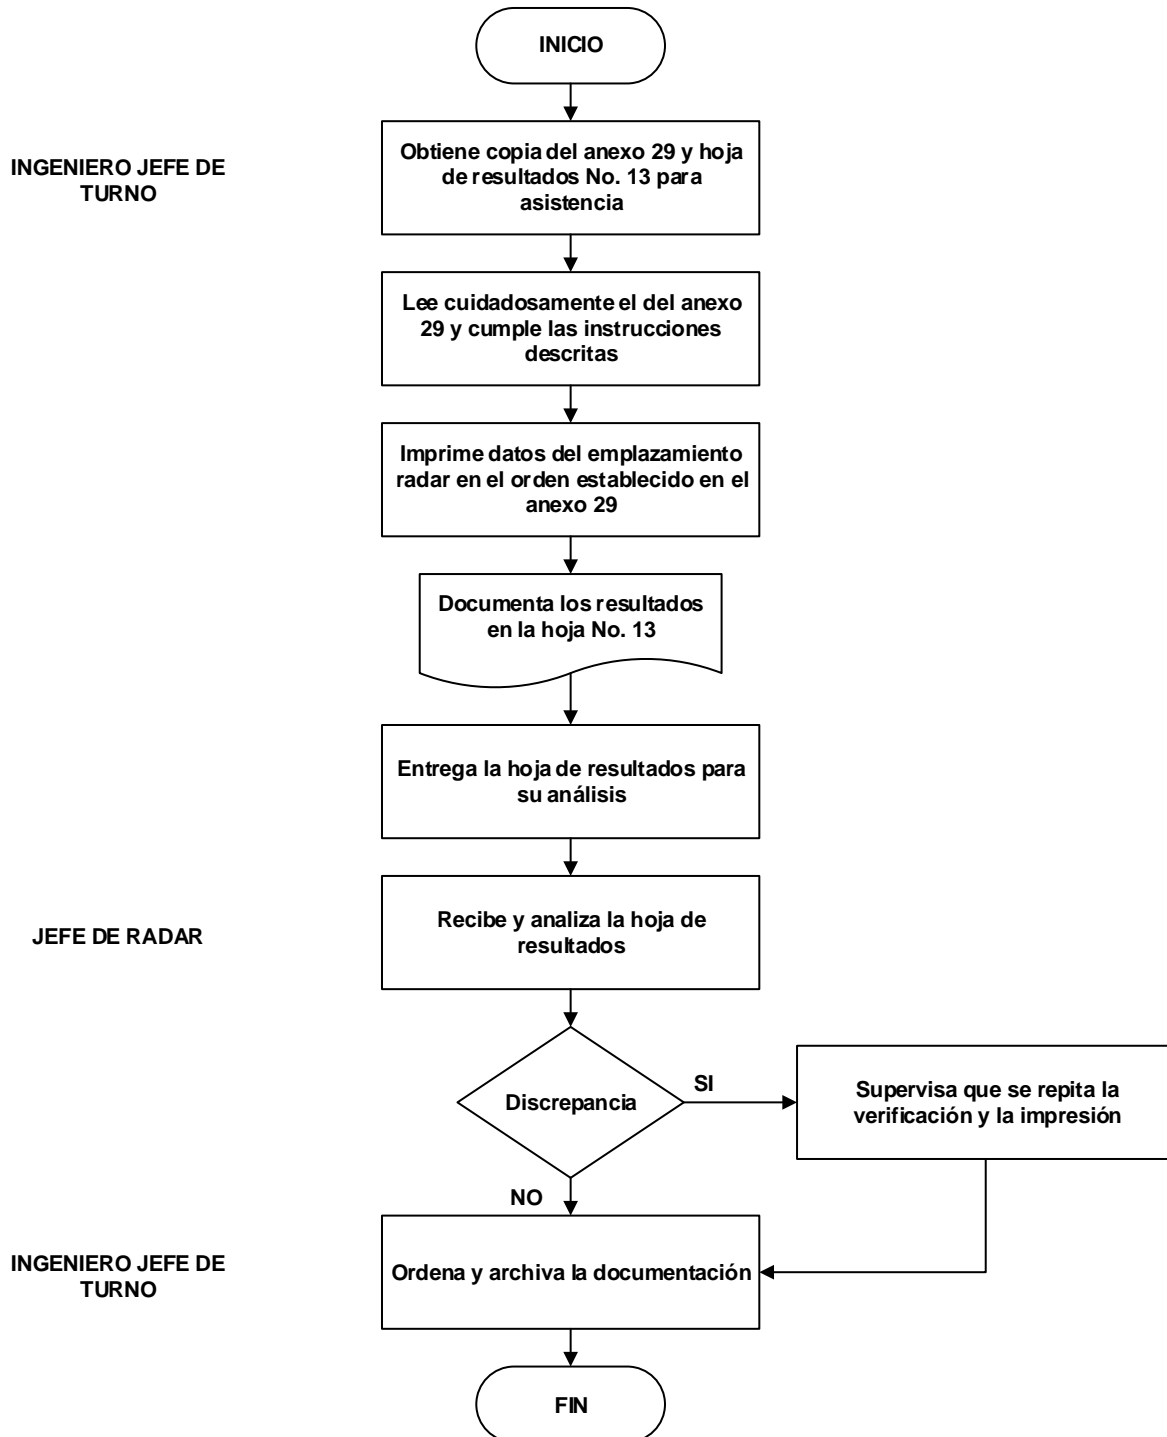 INICIO
INGENIERO JEFE DE
TURNO
Obtiene copia del anexo 29 y hoja
de resultados No. 13 para
asistencia
Lee cuidadosamente el del anexo
29 y cumple las instrucciones
descritas
Imprime datos del emplazamiento
radar en el orden establecido en el
anexo 29
Documenta los resultados
en la hoja No. 13
Entrega la hoja de resultados para
su análisis
JEFE DE RADAR
Recibe y analiza la hoja de
resultados
Discrepancia
SI
Supervisa que se repita la
verificación y la impresión
NO
INGENIERO JEFE DE
TURNO
Ordena y archiva la documentación
FIN